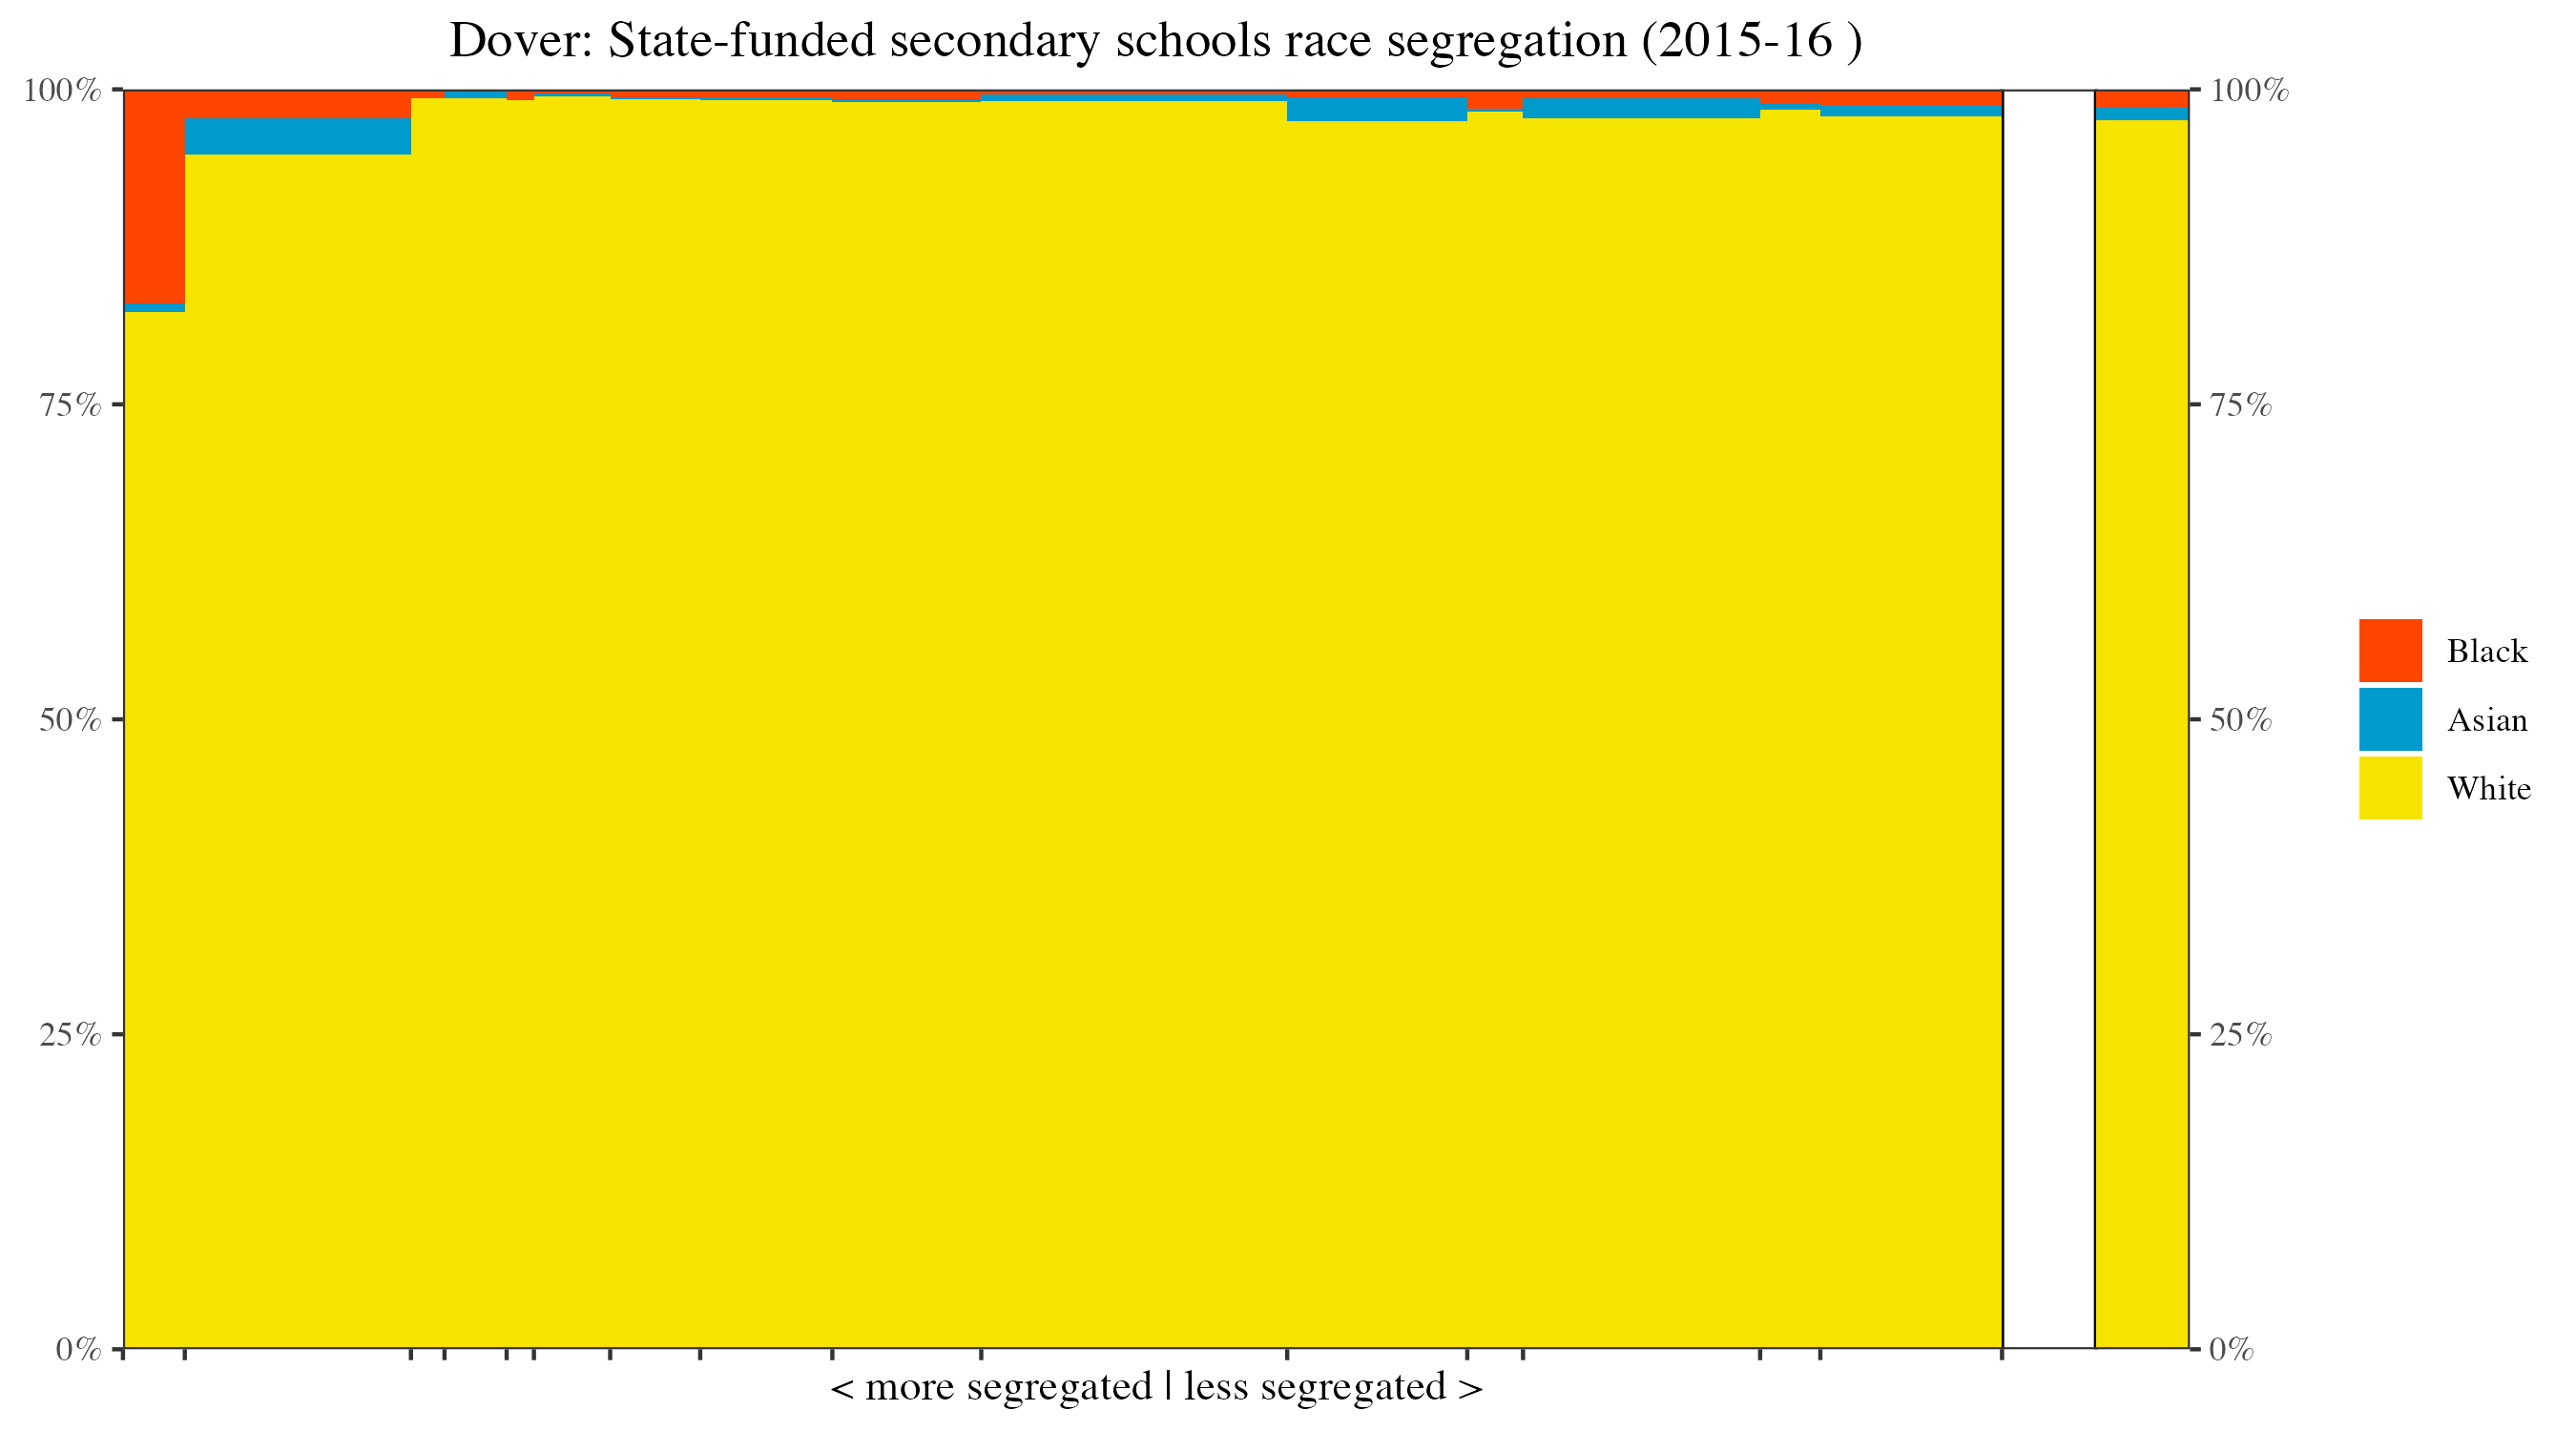 Dover: State-funded secondary schools race segregation (2015-16 )
100%
75%
50%
25%
0%
100%
75%
50%
25%
0%
Black
Asian
White
< more segregated | less segregated >